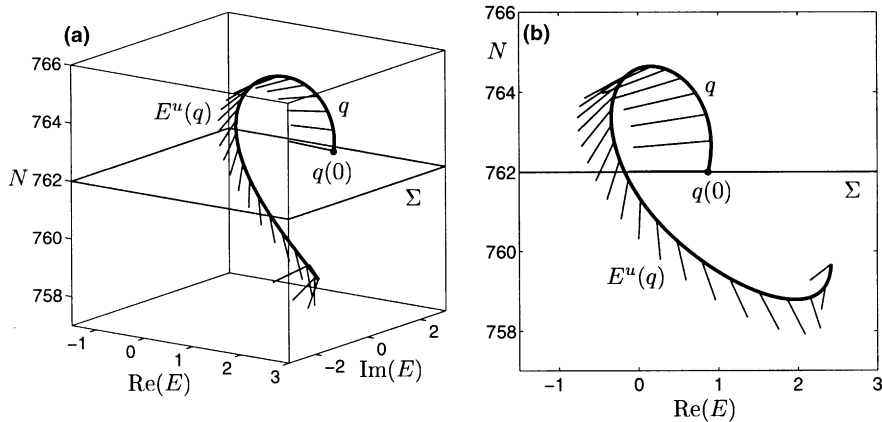 (a)
766
764
N 762
760
758
E^u(q)
q
q(0)
Σ
−1 0 1 2 3
Re(E)
−2 0 2
Im(E)
(b)
766
N
764
762
760
758
q
q(0)
Σ
E^u(q)
−1 0 1 2 3
Re(E)